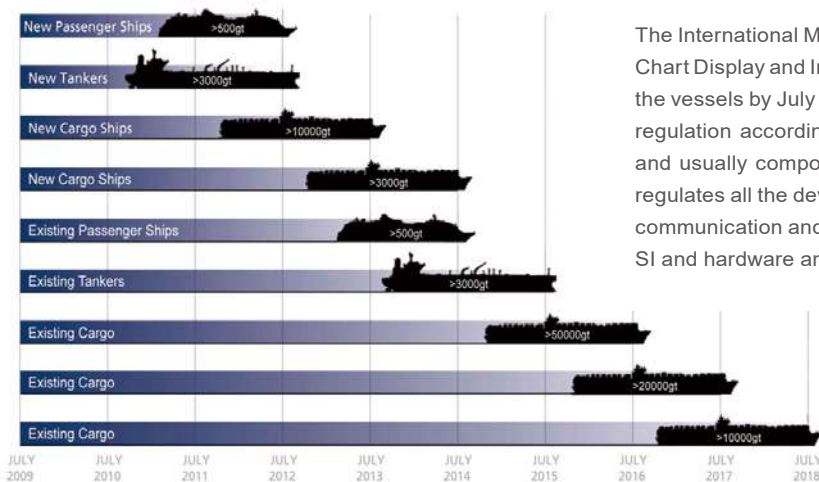 New Passenger Ships
>500gt
New Tankers
>3000gt
New Cargo Ships
>10000gt
New Cargo Ships
>3000gt
Existing Passenger Ships
>500gt
Existing Tankers
>3000gt
Existing Cargo
>50000gt
Existing Cargo
>20000gt
Existing Cargo
>10000gt
JULY JULY JULY JULY JULY JULY JULY JULY JULY JULY
2009 2010 2011 2012 2013 2014 2015 2016 2017 2018
The International M
Chart Display and I
the vessels by July
regulation accordin
and usually compo
regulates all the de
communication and
SI and hardware ar